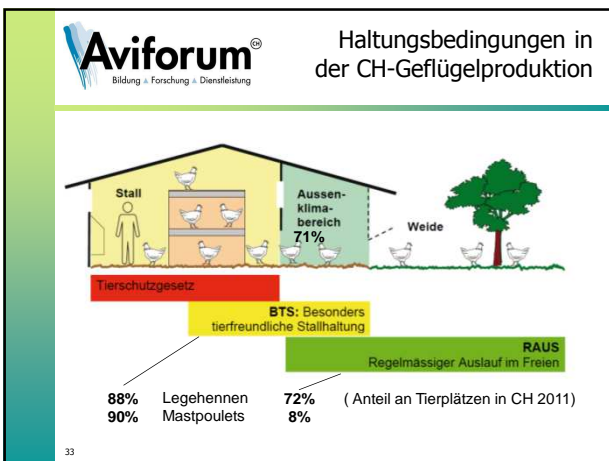 Aviforum CH
Bildung ▲ Forschung ▲ Dienstleistung
Haltungsbedingungen in
der CH-Geflügelproduktion
Stall
Aussen-
klima-
bereich
71%
Weide
Tierschutzgesetz
BTS: Besonders
tierfreundliche Stallhaltung
RAUS
Regelmässiger Auslauf im Freien
88% Legehennen 72% ( Anteil an Tierplätzen in CH 2011)
90% Mastpoulets 8%
33